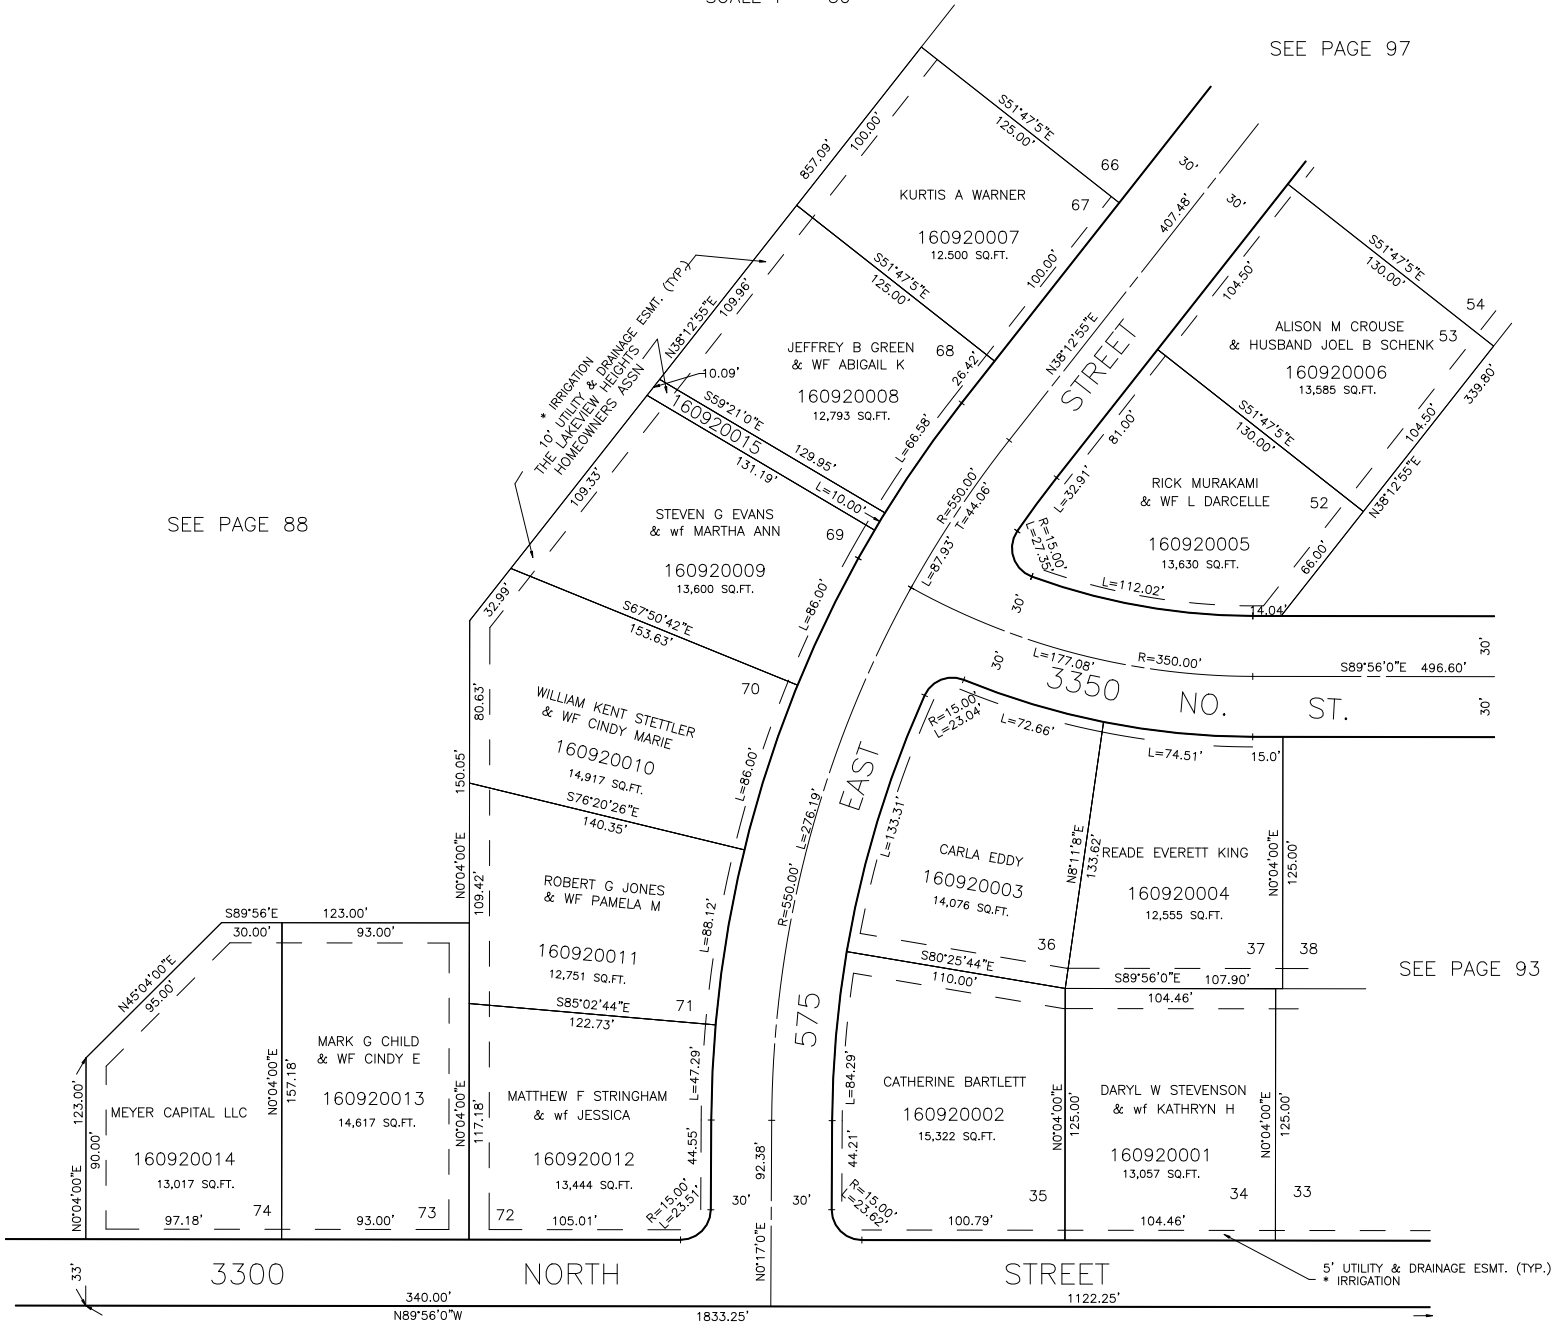 SEE PAGE 97
S51°47'5"E
125.00'
100.00'
857.09'
66
30'
30'
407.48'
KURTIS A WARNER
67
160920007
12.500 SQ.FT.
100.00'
S51°47'5"E
125.00'
S51°47'5"E
130.00'
104.50'
54
ALISON M CROUSE
& HUSBAND JOEL B SCHENK
53
160920006
13,585 SQ.FT.
339.80'
104.50'
N38°12'55"E
* IRRIGATION
10' UTILITY & DRAINAGE ESMT. (TYP.)
THE LAKEVIEW HEIGHTS
HOMEOWNERS ASSN
109.96'
N38°12'55"E
10.09'
JEFFREY B GREEN
& WF ABIGAIL K
68
160920008
12,793 SQ.FT.
26.42'
L=66.58'
N38°12'55"E
STREET
S59°21'0"E
129.95'
160920015
131.19'
L=10.00'
81.00'
S51°47'5"E
130.00'
RICK MURAKAMI
& WF L DARCELLE
52
160920005
13,630 SQ.FT.
66.00'
L=32.91'
R=15.00'
L=27.35'
L=112.02'
14.04'
R=550.00'
T=44.06'
L=87.93'
SEE PAGE 88
109.33'
STEVEN G EVANS
& wf MARTHA ANN
69
160920009
13,600 SQ.FT.
32.99'
S67°50'42"E
153.63'
L=86.00'
30'
30'
L=177.08'
R=350.00'
S89°56'0"E 496.60'
30'
30'
3350 NO. ST.
80.63'
WILLIAM KENT STETTLER
& WF CINDY MARIE
70
160920010
14,917 SQ.FT.
L=86.00'
150.05'
S76°20'26"E
140.35'
R=15.00'
L=23.04'
L=72.66'
L=74.51'
15.0'
EAST
L=276.19'
R=550.00'
L=133.31'
N0°04'00"E
109.42'
ROBERT G JONES
& WF PAMELA M
160920011
12,751 SQ.FT.
71
L=88.12'
CARLA EDDY
160920003
14,076 SQ.FT.
36
N8°11'8"E
133.62'
READE EVERETT KING
160920004
12,555 SQ.FT.
37
38
N0°04'00"E
125.00'
S89°56'E
123.00'
30.00'
93.00'
N45°04'00"E
95.00'
S80°25'44"E
110.00'
S89°56'0"E
107.90'
104.46'
SEE PAGE 93
S85°02'44"E
122.73'
575
L=47.29'
L=84.29'
123.00'
N0°04'00"E
90.00'
MEYER CAPITAL LLC
160920014
13,017 SQ.FT.
74
97.18'
N0°04'00"E
157.18'
MARK G CHILD
& WF CINDY E
160920013
14,617 SQ.FT.
73
93.00'
N0°04'00"E
117.18'
MATTHEW F STRINGHAM
& wf JESSICA
160920012
13,444 SQ.FT.
72
105.01'
44.55'
R=15.00'
L=23.51'
92.38'
30'
30'
44.21'
R=15.00'
L=23.62'
N0°17'0"E
CATHERINE BARTLETT
160920002
15,322 SQ.FT.
35
100.79'
N0°04'00"E
125.00'
DARYL W STEVENSON
& wf KATHRYN H
160920001
13,057 SQ.FT.
34
104.46'
N0°04'00"E
125.00'
33
5' UTILITY & DRAINAGE ESMT. (TYP.)
* IRRIGATION
33'
3300 NORTH STREET
340.00'
1122.25'
N89°56'0"W
1833.25'